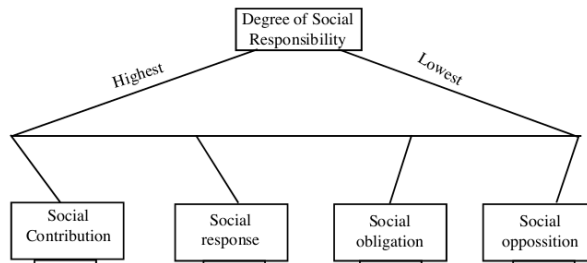 Degree of Social
Responsibility
Highest
Lowest
Social
Contribution
Social
response
Social
obligation
Social
oppossition